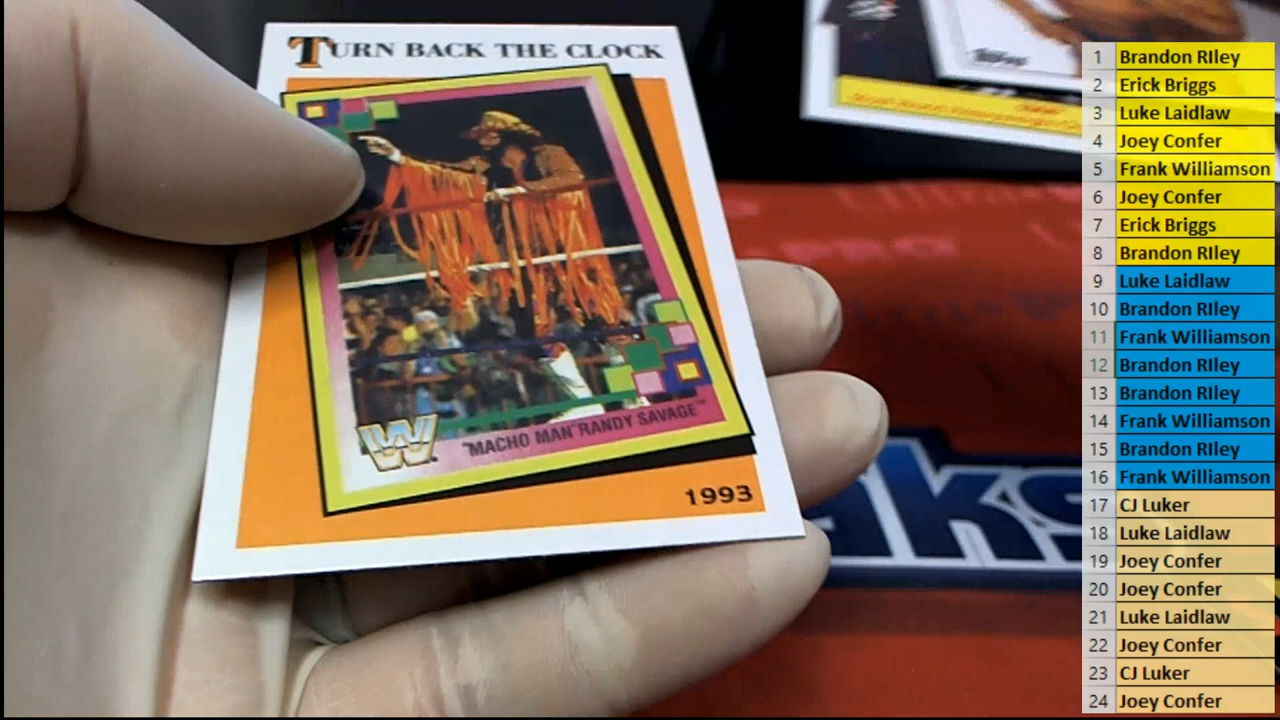 TURN BACK THE CLOCK
W
"MACHO MAN" RANDY SAVAGE™
1993
aks
1 Brandon RIley
2 Erick Briggs
3 Luke Laidlaw
4 Joey Confer
5 Frank Williamson
6 Joey Confer
7 Erick Briggs
8 Brandon RIley
9 Luke Laidlaw
10 Brandon RIley
11 Frank Williamson
12 Brandon RIley
13 Brandon RIley
14 Frank Williamson
15 Brandon RIley
16 Frank Williamson
17 CJ Luker
18 Luke Laidlaw
19 Joey Confer
20 Joey Confer
21 Luke Laidlaw
22 Joey Confer
23 CJ Luker
24 Joey Confer